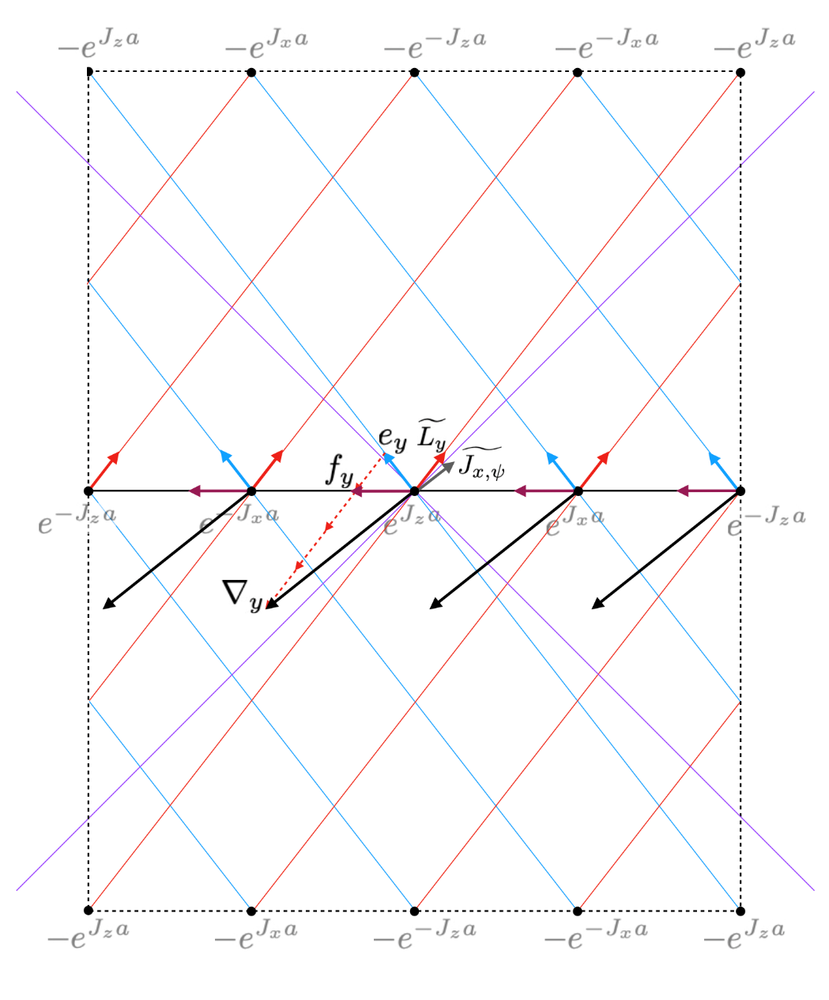 −e^{J_z a} −e^{J_x a} −e^{−J_z a} −e^{−J_x a} −e^{J_z a}
e_y \widetilde{L_y}
f_y \widetilde{J_{x,ψ}}
e^{−J_z a} e^{−J_x a} e^{J_z a} e^{J_x a} e^{−J_z a}
∇_y
−e^{J_z a} −e^{J_x a} −e^{−J_z a} −e^{−J_x a} −e^{J_z a}